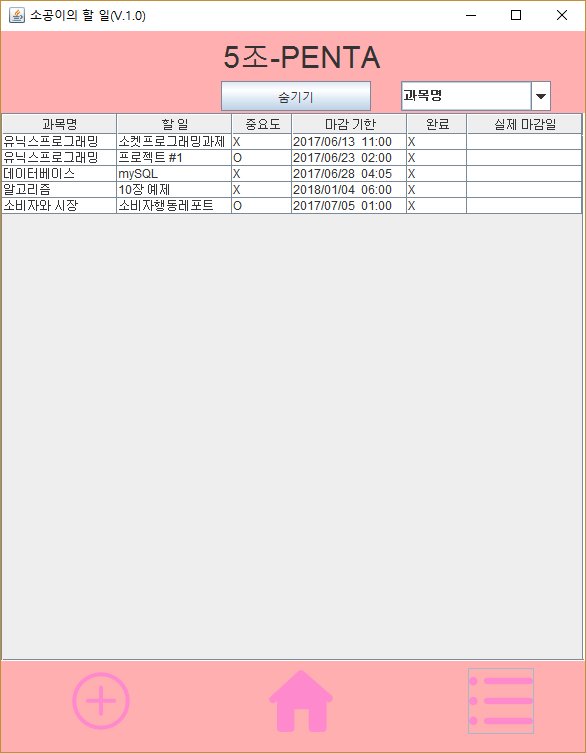 소공이의 할 일(V.1.0)
5조-PENTA
숨기기 과목명
과목명 할 일 중요도 마감 기한 완료 실제 마감일
유닉스프로그래밍 소켓프로그래밍과제 X 2017/06/13 11:00 X
유닉스프로그래밍 프로젝트 #1 O 2017/06/23 02:00 X
데이터베이스 mySQL X 2017/06/28 04:05 X
알고리즘 10장 예제 X 2018/01/04 06:00 X
소비자와 시장 소비자행동레포트 O 2017/07/05 01:00 X